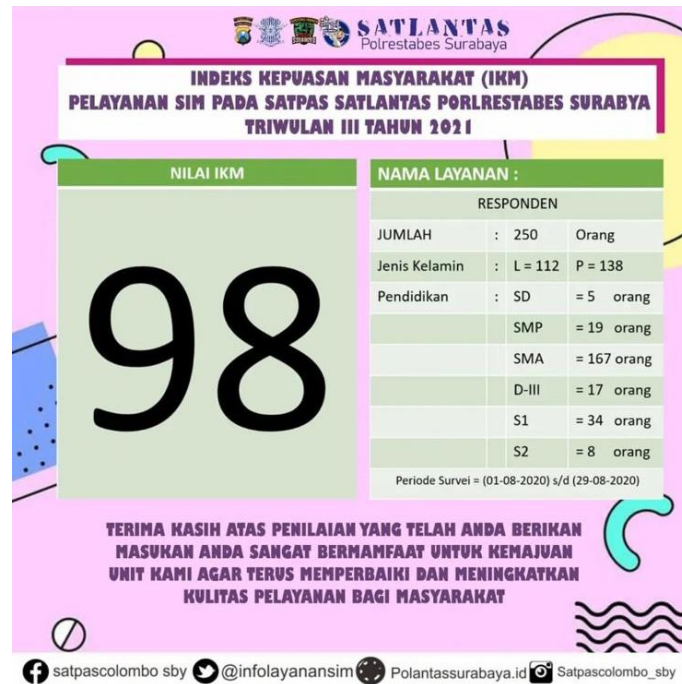 SATLANTAS
Polrestabes Surabaya
INDEKS KEPUASAN MASYARAKAT (IKM)
PELAYANAN SIM PADA SATPAS SATLANTAS PORLRESTABES SURABYA
TRIWULAN III TAHUN 2021
NILAI IKM
98
NAMA LAYANAN :
RESPONDEN
JUMLAH : 250 Orang
Jenis Kelamin : L = 112 P = 138
Pendidikan : SD = 5 orang
SMP = 19 orang
SMA = 167 orang
D-III = 17 orang
S1 = 34 orang
S2 = 8 orang
Periode Survei = (01-08-2020) s/d (29-08-2020)
TERIMA KASIH ATAS PENILAIAN YANG TELAH ANDA BERIKAN
MASUKAN ANDA SANGAT BERMAMFAAT UNTUK KEMAJUAN
UNIT KAMI AGAR TERUS MEMPERBAIKI DAN MENINGKATKAN
KULITAS PELAYANAN BAGI MASYARAKAT
satpascolombo sby @infolayanansim Polantassurabaya.id Satpascolombo_sby